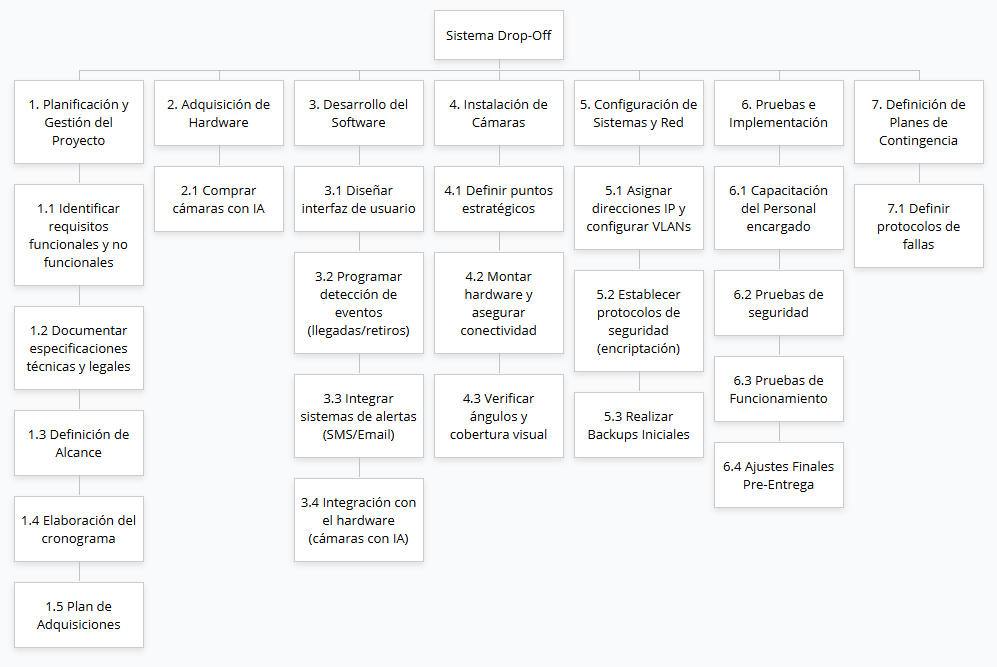 Sistema Drop-Off
1. Planificación y
Gestión del
Proyecto
1.1 Identificar
requisitos
funcionales y no
funcionales
1.2 Documentar
especificaciones
técnicas y legales
1.3 Definición de
Alcance
1.4 Elaboración del
cronograma
1.5 Plan de
Adquisiciones
2. Adquisición de
Hardware
2.1 Comprar
cámaras con IA
3. Desarrollo del
Software
3.1 Diseñar
interfaz de usuario
3.2 Programar
detección de
eventos
(llegadas/retiros)
3.3 Integrar
sistemas de alertas
(SMS/Email)
3.4 Integración con
el hardware
(cámaras con IA)
4. Instalación de
Cámaras
4.1 Definir puntos
estratégicos
4.2 Montar
hardware y
asegurar
conectividad
4.3 Verificar
ángulos y
cobertura visual
5. Configuración de
Sistemas y Red
5.1 Asignar
direcciones IP y
configurar VLANs
5.2 Establecer
protocolos de
seguridad
(encriptación)
5.3 Realizar
Backups Iniciales
6. Pruebas e
Implementación
6.1 Capacitación
del Personal
encargado
6.2 Pruebas de
seguridad
6.3 Pruebas de
Funcionamiento
6.4 Ajustes Finales
Pre-Entrega
7. Definición de
Planes de
Contingencia
7.1 Definir
protocolos de
fallas